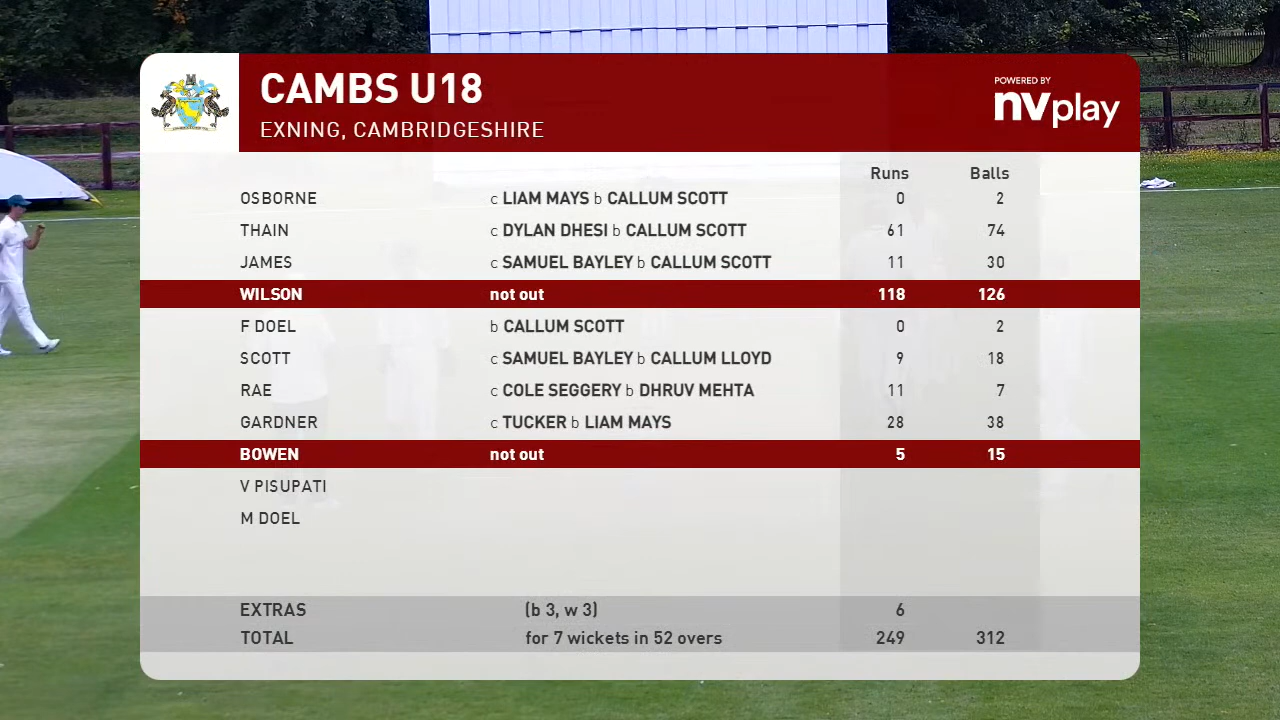 CAMBS U18
EXNING, CAMBRIDGESHIRE
POWERED BY
nvplay
Runs Balls
OSBORNE c LIAM MAYS b CALLUM SCOTT 0 2
THAIN c DYLAN DHESI b CALLUM SCOTT 61 74
JAMES c SAMUEL BAYLEY b CALLUM SCOTT 11 30
WILSON not out 118 126
F DOEL b CALLUM SCOTT 0 2
SCOTT c SAMUEL BAYLEY b CALLUM LLOYD 9 18
RAE c COLE SEGGERY b DHRUV MEHTA 11 7
GARDNER c TUCKER b LIAM MAYS 28 38
BOWEN not out 5 15
V PISUPATI
M DOEL
EXTRAS (b 3, w 3) 6
TOTAL for 7 wickets in 52 overs 249 312